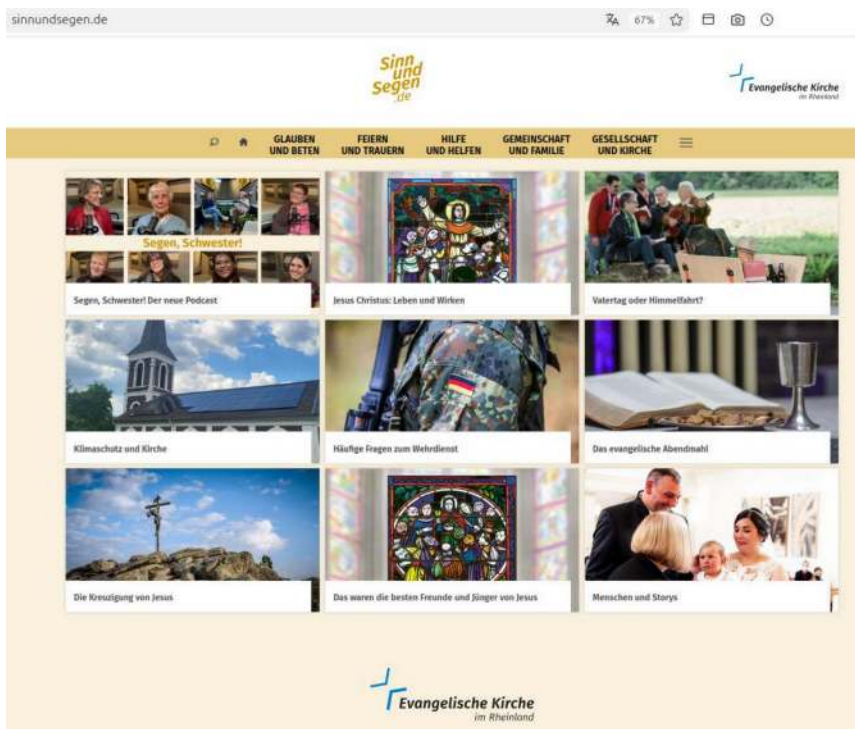 sinnundsegen.de
67%
Sinn
und
Segen
.de
Evangelische Kirche
im Rheinland
GLAUBEN
UND BETEN
FEIERN
UND TRAUERN
HILFE
UND HELFEN
GEMEINSCHAFT
UND FAMILIE
GESELLSCHAFT
UND KIRCHE
Segen, Schwester!
Segen, Schwester! Der neue Podcast
Jesus Christus: Leben und Wirken
Vatertag oder Himmelfahrt?
Klimaschutz und Kirche
Häufige Fragen zum Wehrdienst
Das evangelische Abendmahl
Die Kreuzigung von Jesus
Das waren die besten Freunde und Jünger von Jesus
Menschen und Storys
Evangelische Kirche
im Rheinland